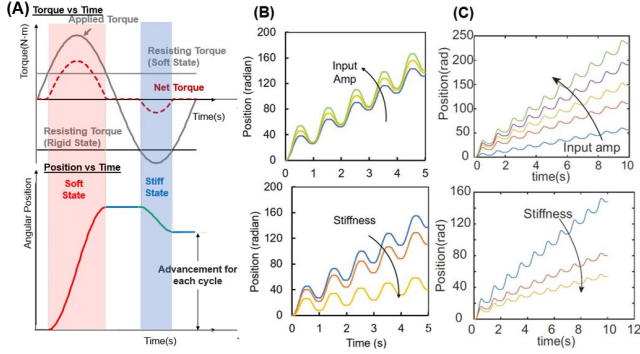 (A)
Torque vs Time
Applied Torque
Torque(N-m)
Resisting Torque
(Soft State)
Net Torque
Time(s)
Resisting Torque
(Rigid State)
Position vs Time
Soft
State
Stiff
State
Angular Position
Advancement for
each cycle
Time(s)
(B)
Position (radian)
200
160
120
80
40
0
Input
Amp
0 1 2 3 4 5
Position (radian)
200
160
120
80
40
0
Stiffness
0 1 2 3 4 5
Time (s)
(C)
Position(rad)
250
200
150
100
50
0
Input amp
0 2 4 6 8 10
time(s)
Position(rad)
160
120
80
40
0
Stiffness
0 2 4 6 8 10 12
time(s)